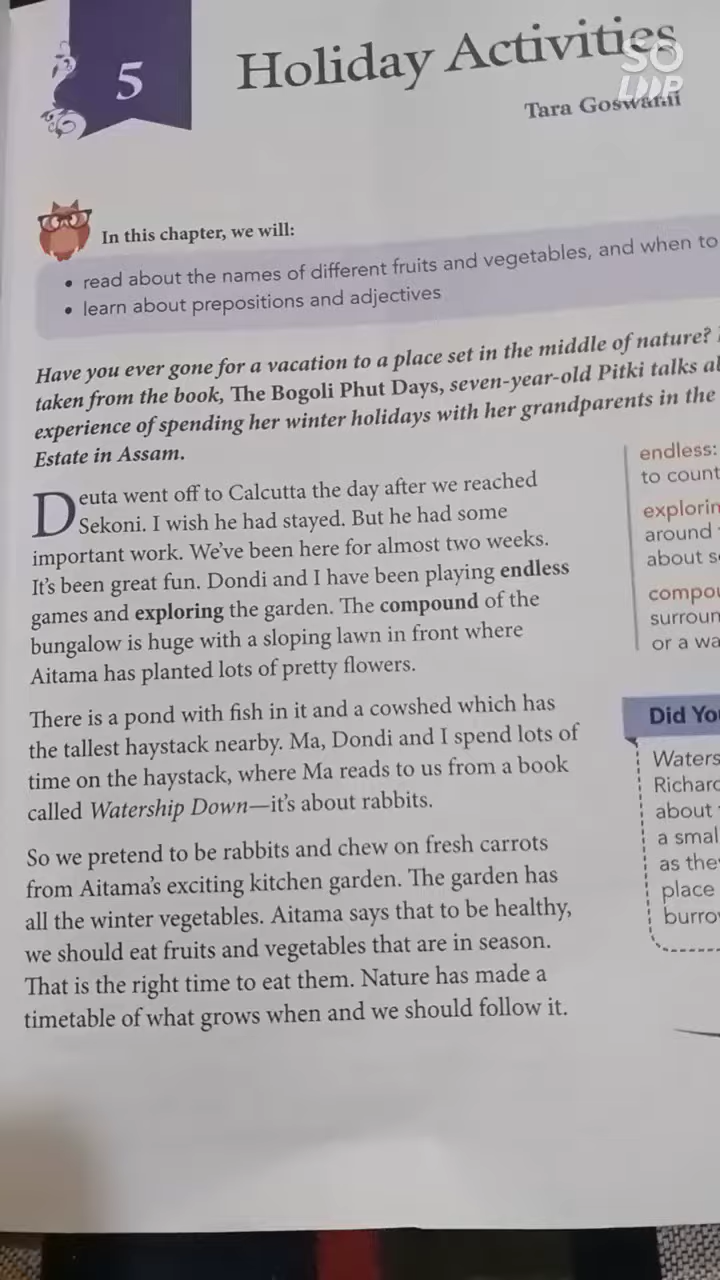 5
Holiday Activities
Tara Goswami
SO
LOOP
In this chapter, we will:
• read about the names of different fruits and vegetables, and when to
• learn about prepositions and adjectives
Have you ever gone for a vacation to a place set in the middle of nature?
taken from the book, The Bogoli Phut Days, seven-year-old Pitki talks
experience of spending her winter holidays with her grandparents in the
Estate in Assam.
Deuta went off to Calcutta the day after we reached
Sekoni. I wish he had stayed. But he had some
important work. We've been here for almost two weeks.
It's been great fun. Dondi and I have been playing endless
games and exploring the garden. The compound of the
bungalow is huge with a sloping lawn in front where
Aitama has planted lots of pretty flowers.
There is a pond with fish in it and a cowshed which has
the tallest haystack nearby. Ma, Dondi and I spend lots of
time on the haystack, where Ma reads to us from a book
called Watership Down—it's about rabbits.
So we pretend to be rabbits and chew on fresh carrots
from Aitama's exciting kitchen garden. The garden has
all the winter vegetables. Aitama says that to be healthy,
we should eat fruits and vegetables that are in season.
That is the right time to eat them. Nature has made a
timetable of what grows when and we should follow it.
endless:
to count
explorin
around
about s
compou
surroun
or a wa
Did Yo
Waters
Richard
about
a smal
as they
place
burro